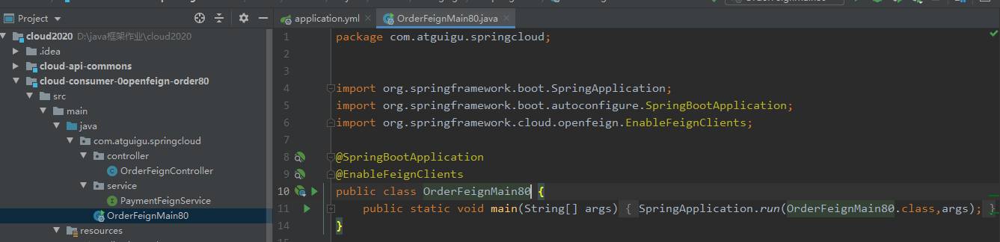 Project
application.yml
OrderFeignMain80.java
cloud2020 D:\java框架作业\cloud2020
.idea
cloud-api-commons
cloud-consumer-0openfeign-order80
src
main
java
com.atguigu.springcloud
controller
OrderFeignController
service
PaymentFeignService
OrderFeignMain80
resources
1 package com.atguigu.springcloud;
2
3
4 import org.springframework.boot.SpringApplication;
5 import org.springframework.boot.autoconfigure.SpringBootApplication;
6 import org.springframework.cloud.openfeign.EnableFeignClients;
7
8 @SpringBootApplication
9 @EnableFeignClients
10 public class OrderFeignMain80 {
11 public static void main(String[] args) { SpringApplication.run(OrderFeignMain80.class,args); }
14 }